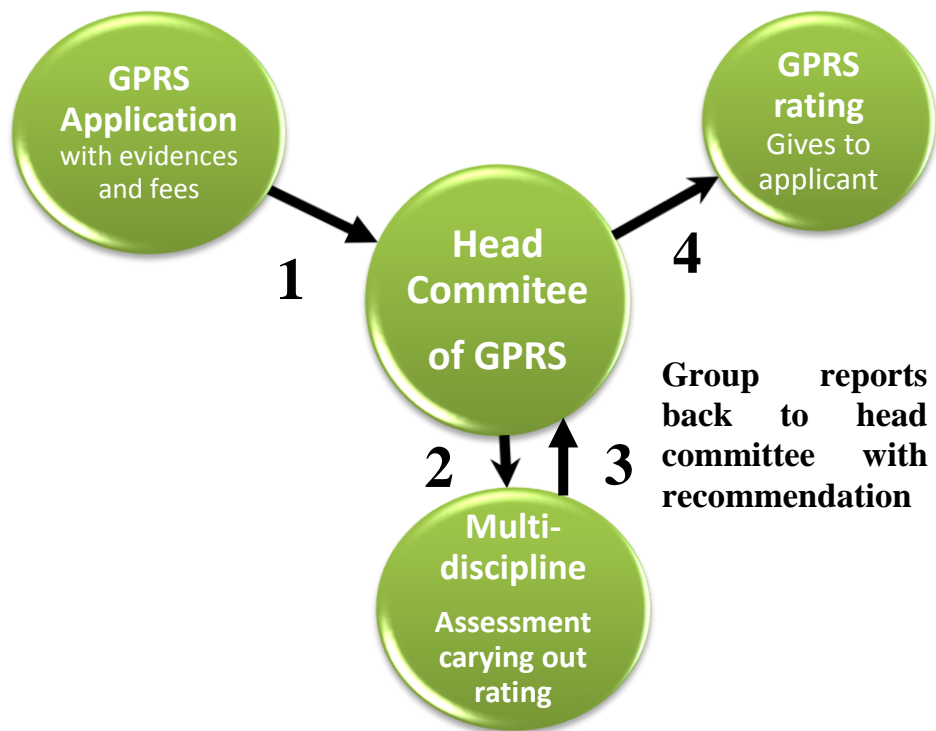 GPRS
Application
with evidences
and fees
GPRS
rating
Gives to
applicant
1
Head
Commitee
of GPRS
4
Group reports
back to head
committee with
recommendation
2
3
Multi-
discipline
Assessment
carying out
rating